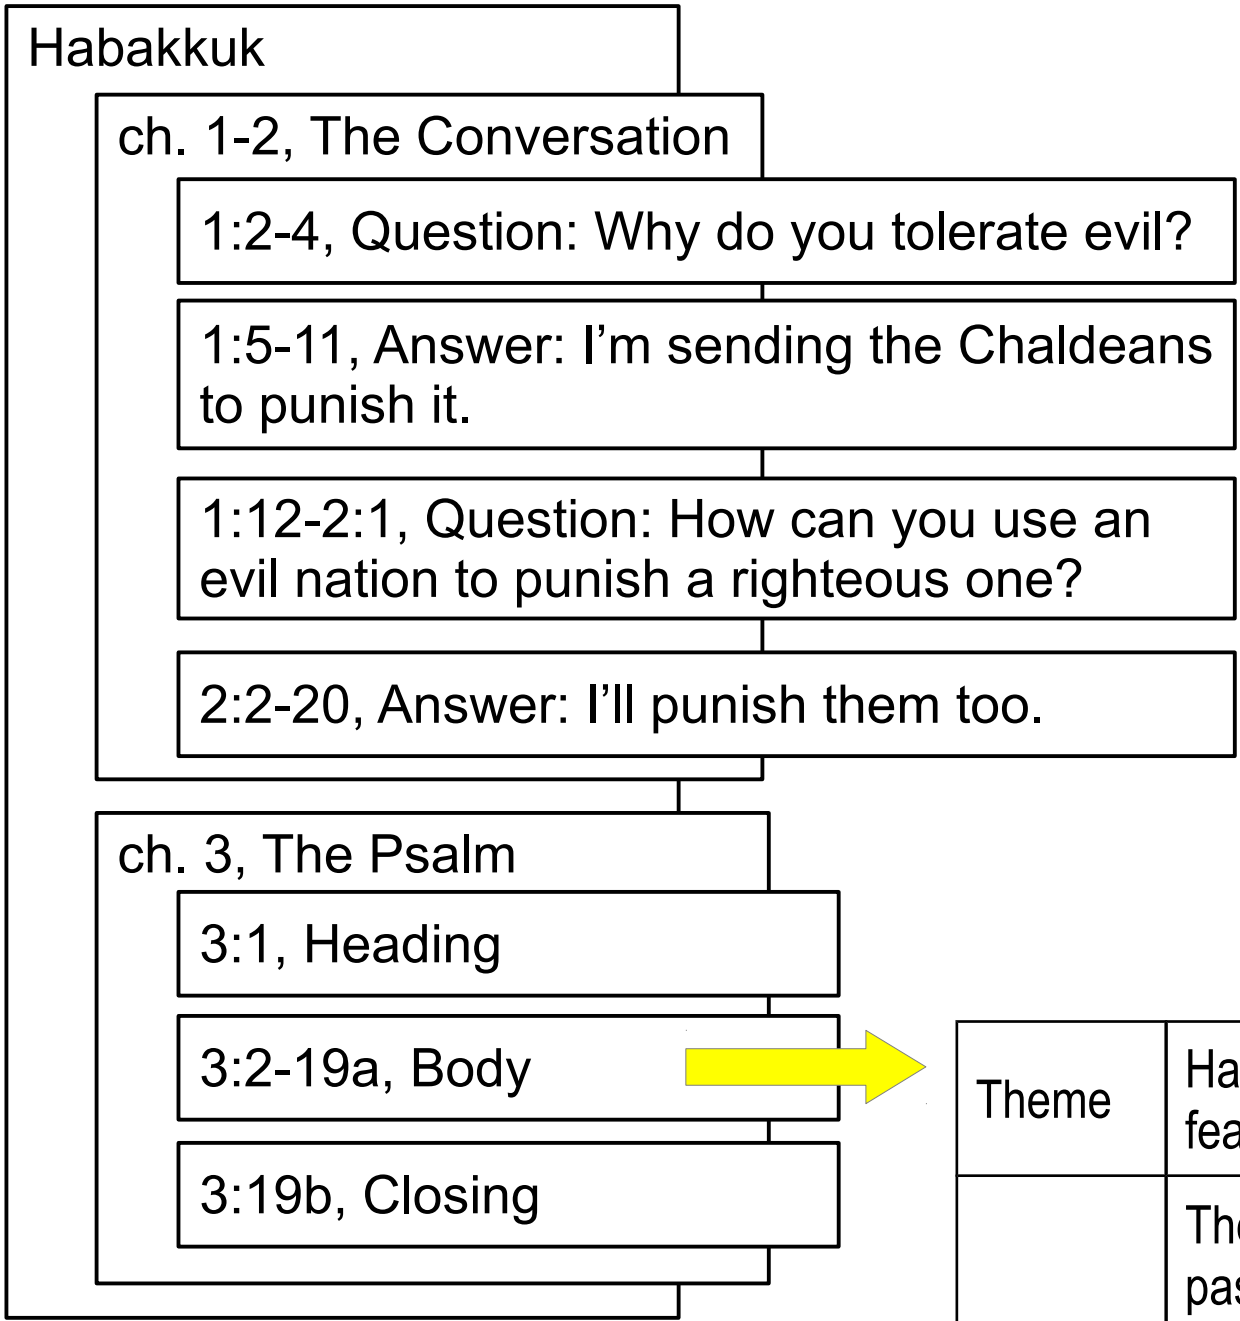 Habakkuk
ch. 1-2, The Conversation
1:2-4, Question: Why do you tolerate evil?
1:5-11, Answer: I’m sending the Chaldeans
to punish it.
1:12-2:1, Question: How can you use an
evil nation to punish a righteous one?
2:2-20, Answer: I’ll punish them too.
ch. 3, The Psalm
3:1, Heading
3:2-19a, Body
3:19b, Closing
Theme